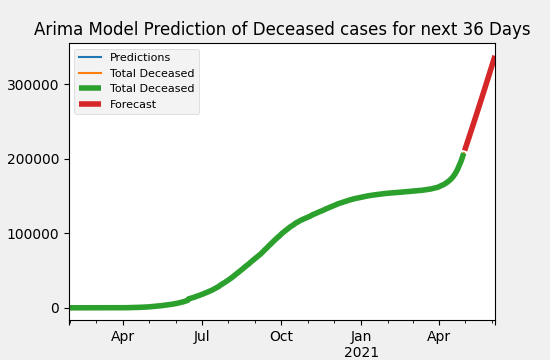 Arima Model Prediction of Deceased cases for next 36 Days
Predictions
Total Deceased
Total Deceased
Forecast
300000
200000
100000
0
Apr
Jul
Oct
Jan
2021
Apr